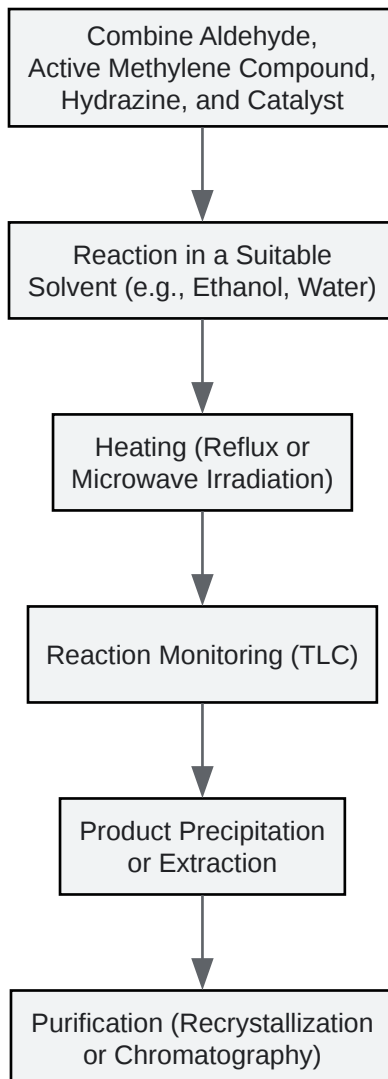 Combine Aldehyde,
Active Methylene Compound,
Hydrazine, and Catalyst
Reaction in a Suitable
Solvent (e.g., Ethanol, Water)
Heating (Reflux or
Microwave Irradiation)
Reaction Monitoring (TLC)
Product Precipitation
or Extraction
Purification (Recrystallization
or Chromatography)